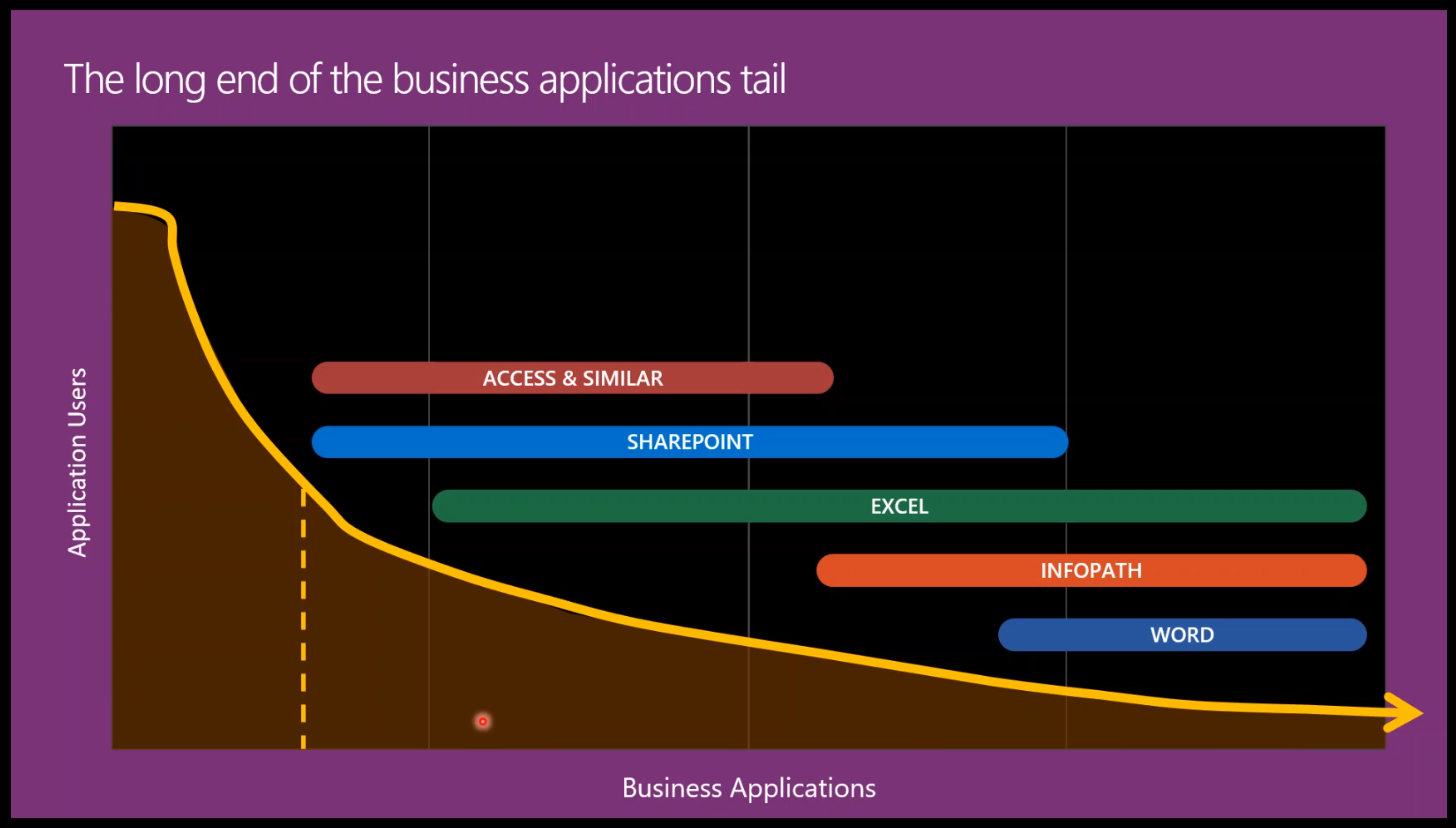 The long end of the business applications tail
Application Users
ACCESS & SIMILAR
SHAREPOINT
EXCEL
INFOPATH
WORD
Business Applications